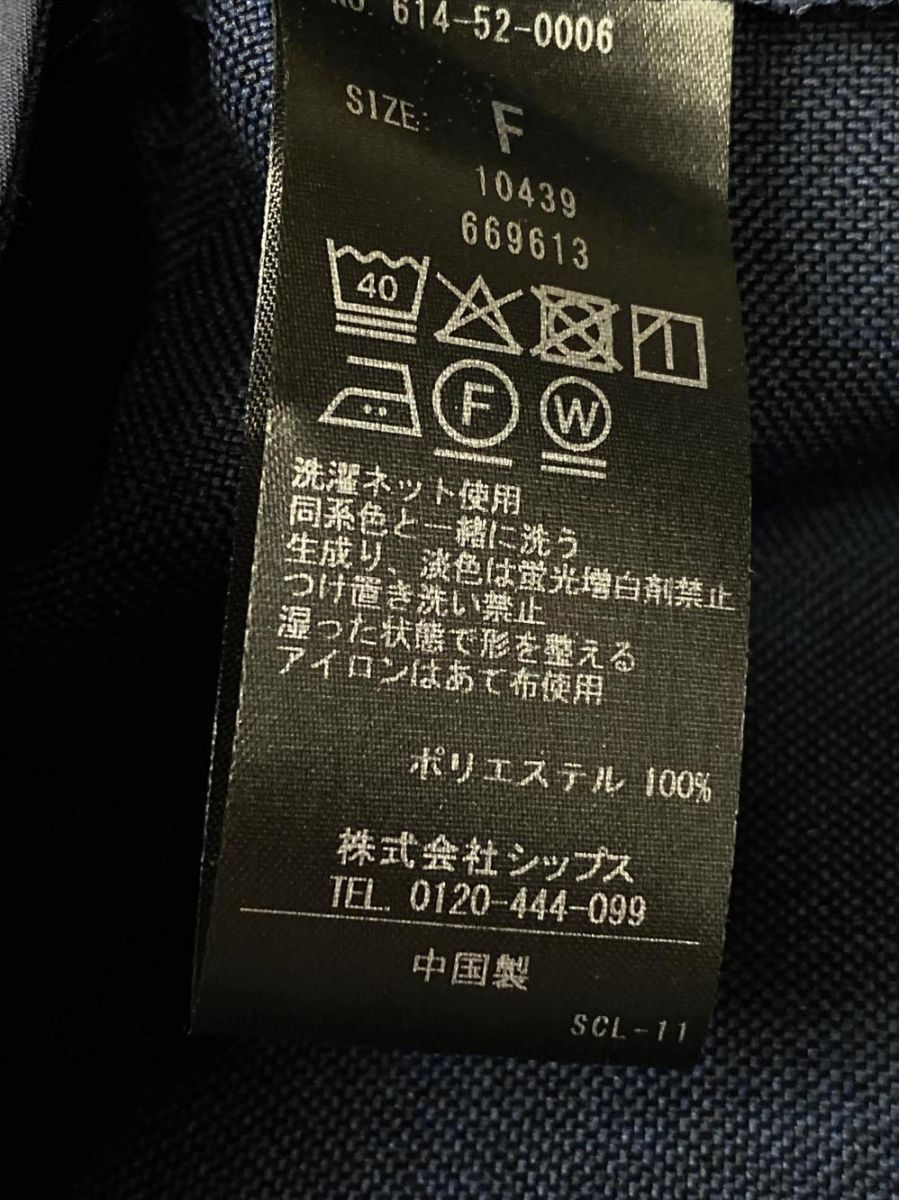 No. 614-52-0006
SIZE: F
10439
669613
40
F
W
洗濯ネット使用
同系色と一緒に洗う
生成り、淡色は蛍光増白剤禁止
つけ置き洗い禁止
湿った状態で形を整える
アイロンはあて布使用
ポリエステル 100%
株式会社シップス
TEL. 0120-444-099
中国製
SCL-11